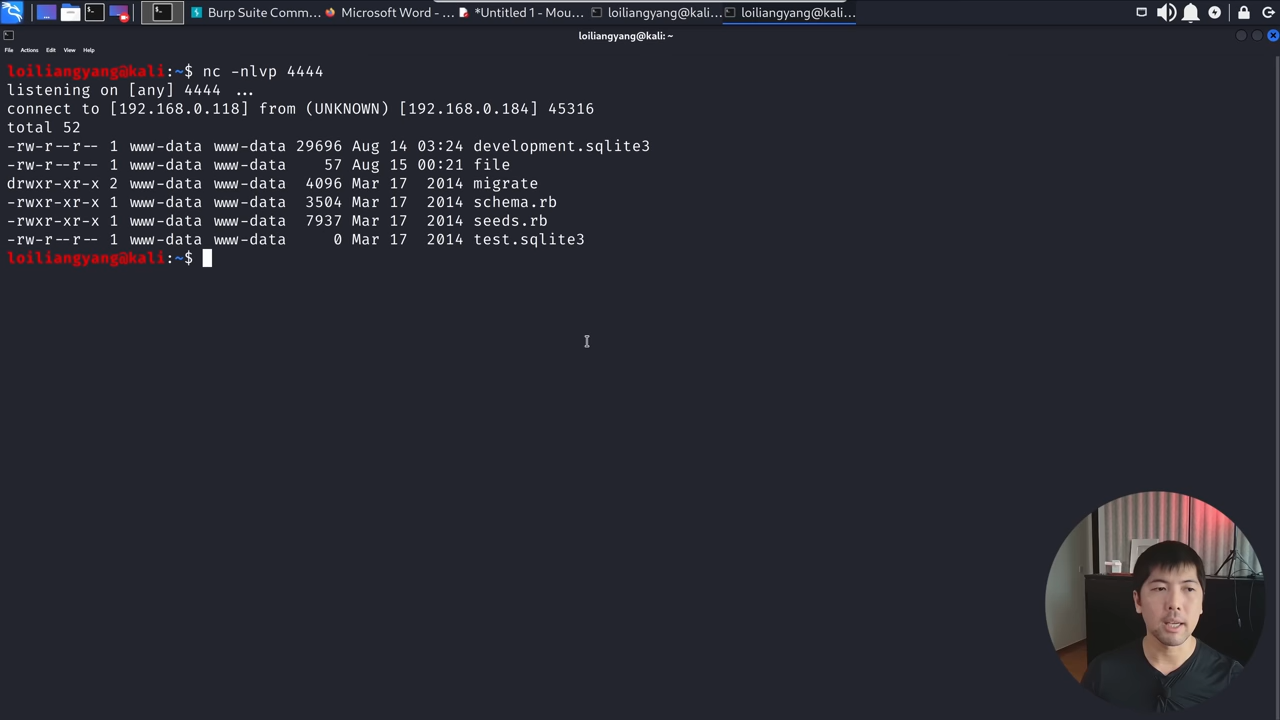 Burp Suite Comm... Microsoft Word - ... *Untitled 1 - Mou... loiliangyang@kali... loiliangyang@kali...
loiliangyang@kali: ~
File Actions Edit View Help
loiliangyang@kali:~$ nc -nlvp 4444
listening on [any] 4444 ...
connect to [192.168.0.118] from (UNKNOWN) [192.168.0.184] 45316
total 52
-rw-r--r-- 1 www-data www-data 29696 Aug 14 03:24 development.sqlite3
-rw-r--r-- 1 www-data www-data    57 Aug 15 00:21 file
drwxr-xr-x 2 www-data www-data  4096 Mar 17  2014 migrate
-rwxr-xr-x 1 www-data www-data  3504 Mar 17  2014 schema.rb
-rwxr-xr-x 1 www-data www-data  7937 Mar 17  2014 seeds.rb
-rw-r--r-- 1 www-data www-data     0 Mar 17  2014 test.sqlite3
loiliangyang@kali:~$